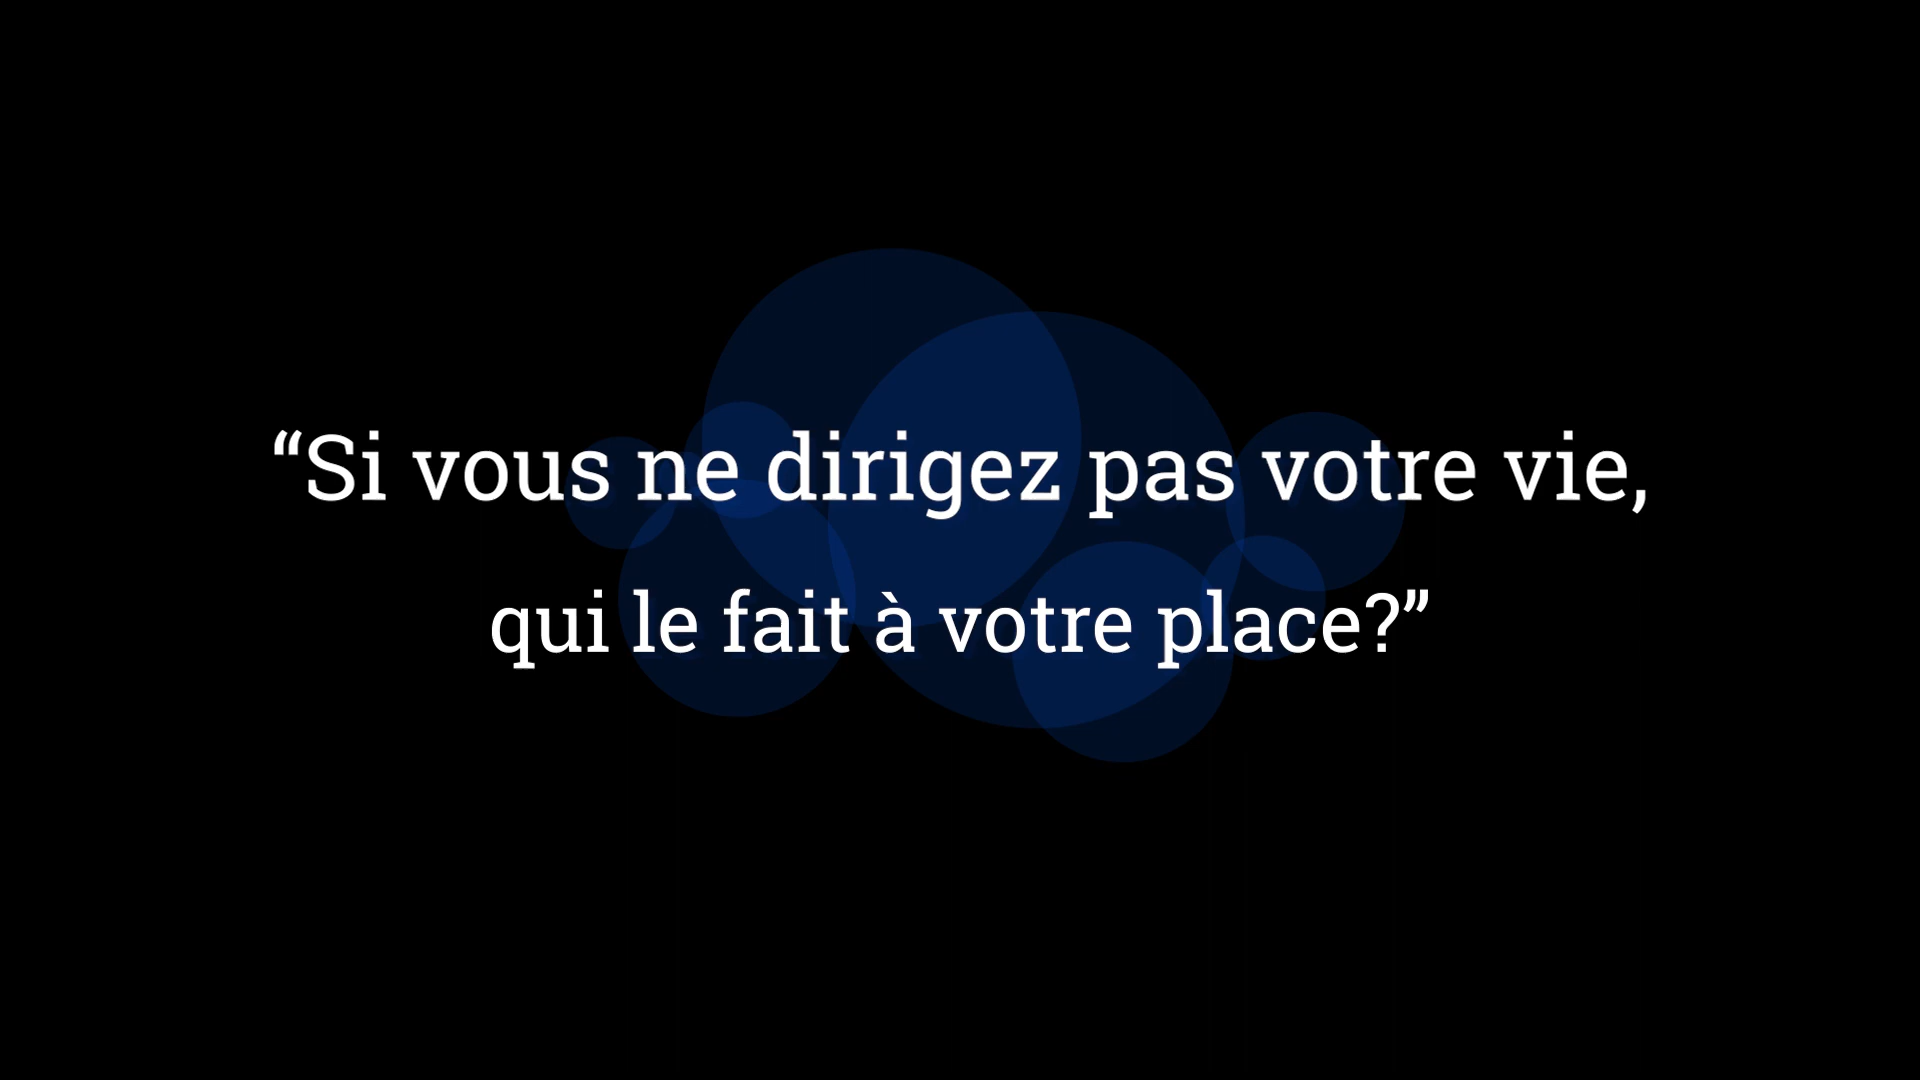 “Si vous ne dirigez pas votre vie,
qui le fait à votre place?”